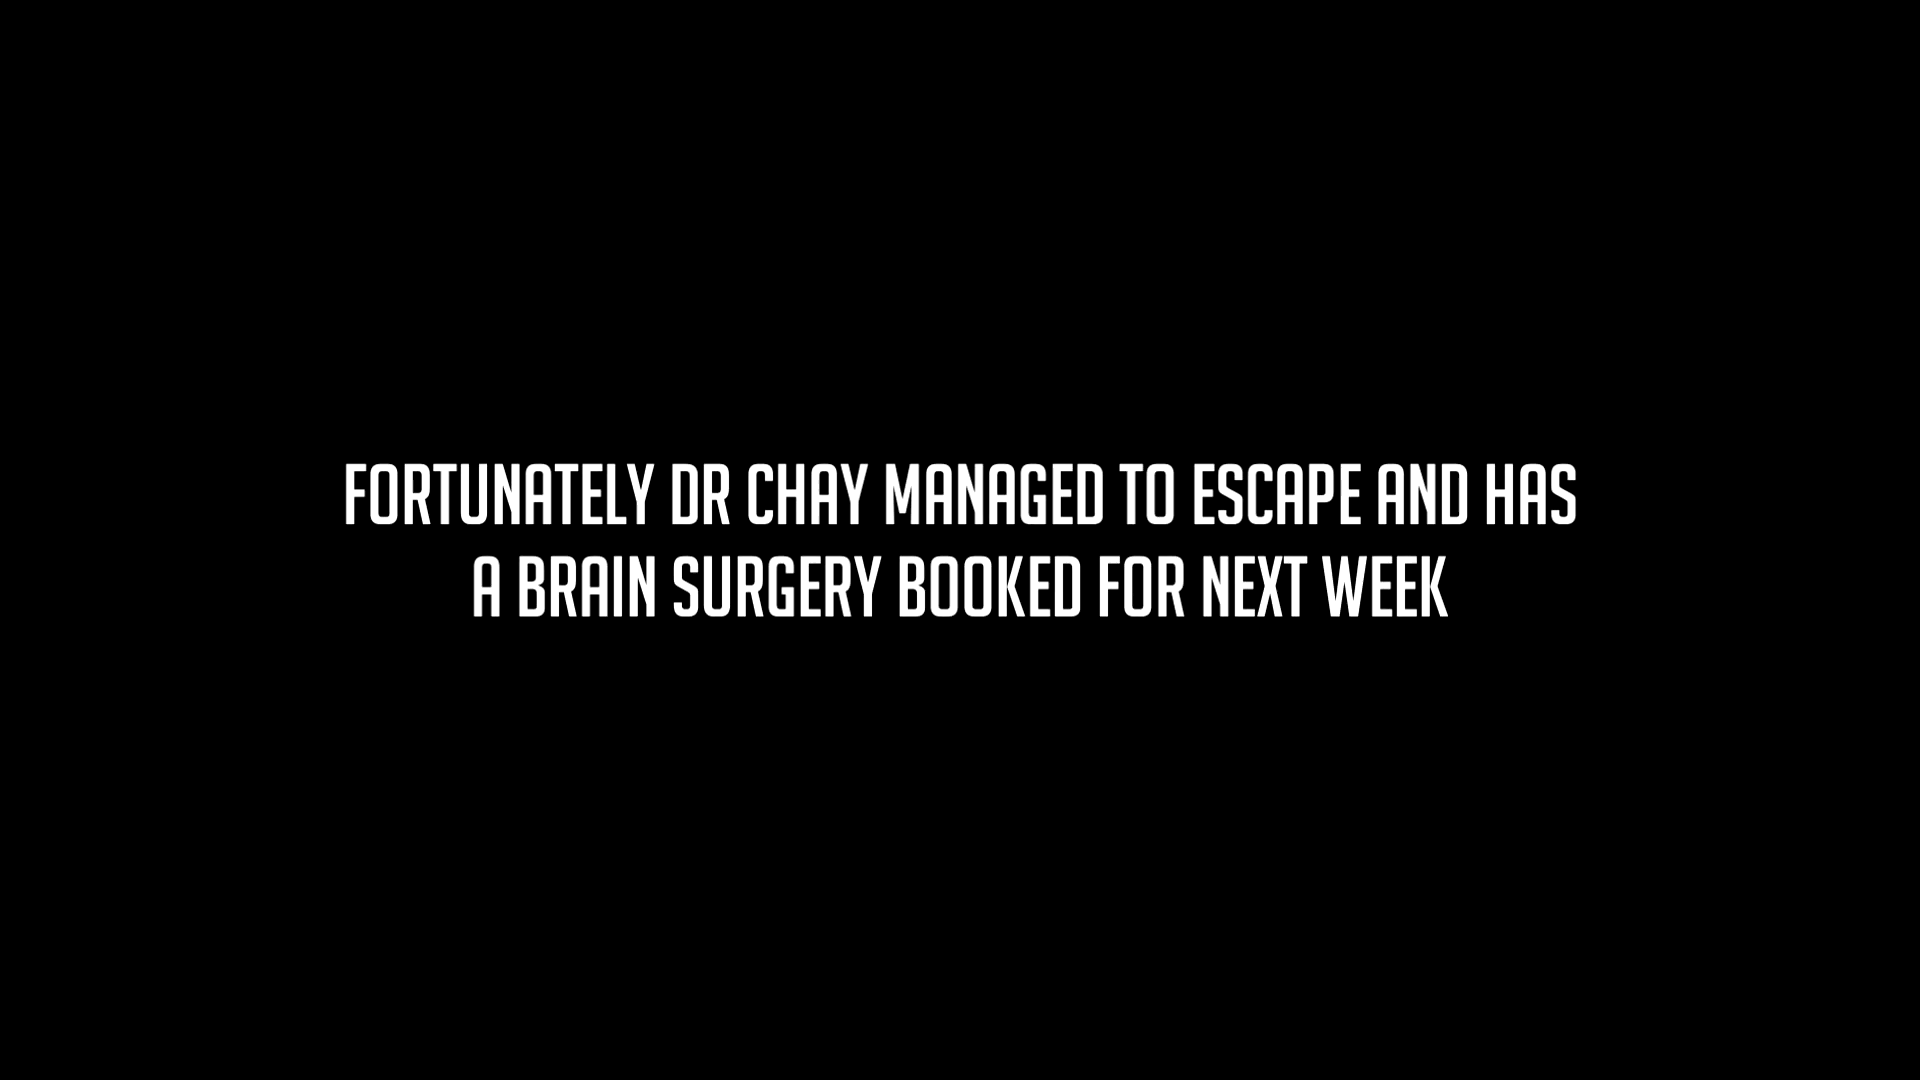 FORTUNATELY DR CHAY MANAGED TO ESCAPE AND HAS
A BRAIN SURGERY BOOKED FOR NEXT WEEK